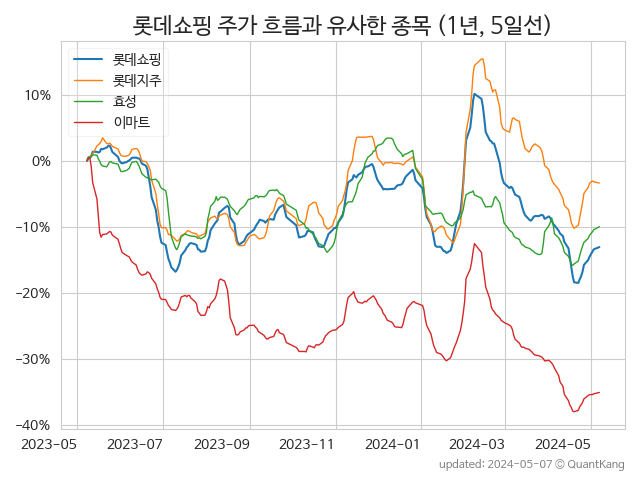 롯데쇼핑 주가 흐름과 유사한 종목 (1년, 5일선)
롯데쇼핑
롯데지주
효성
이마트
10%
0%
−10%
−20%
−30%
−40%
2023-05 2023-07 2023-09 2023-11 2024-01 2024-03 2024-05
updated: 2024-05-07 © QuantKang